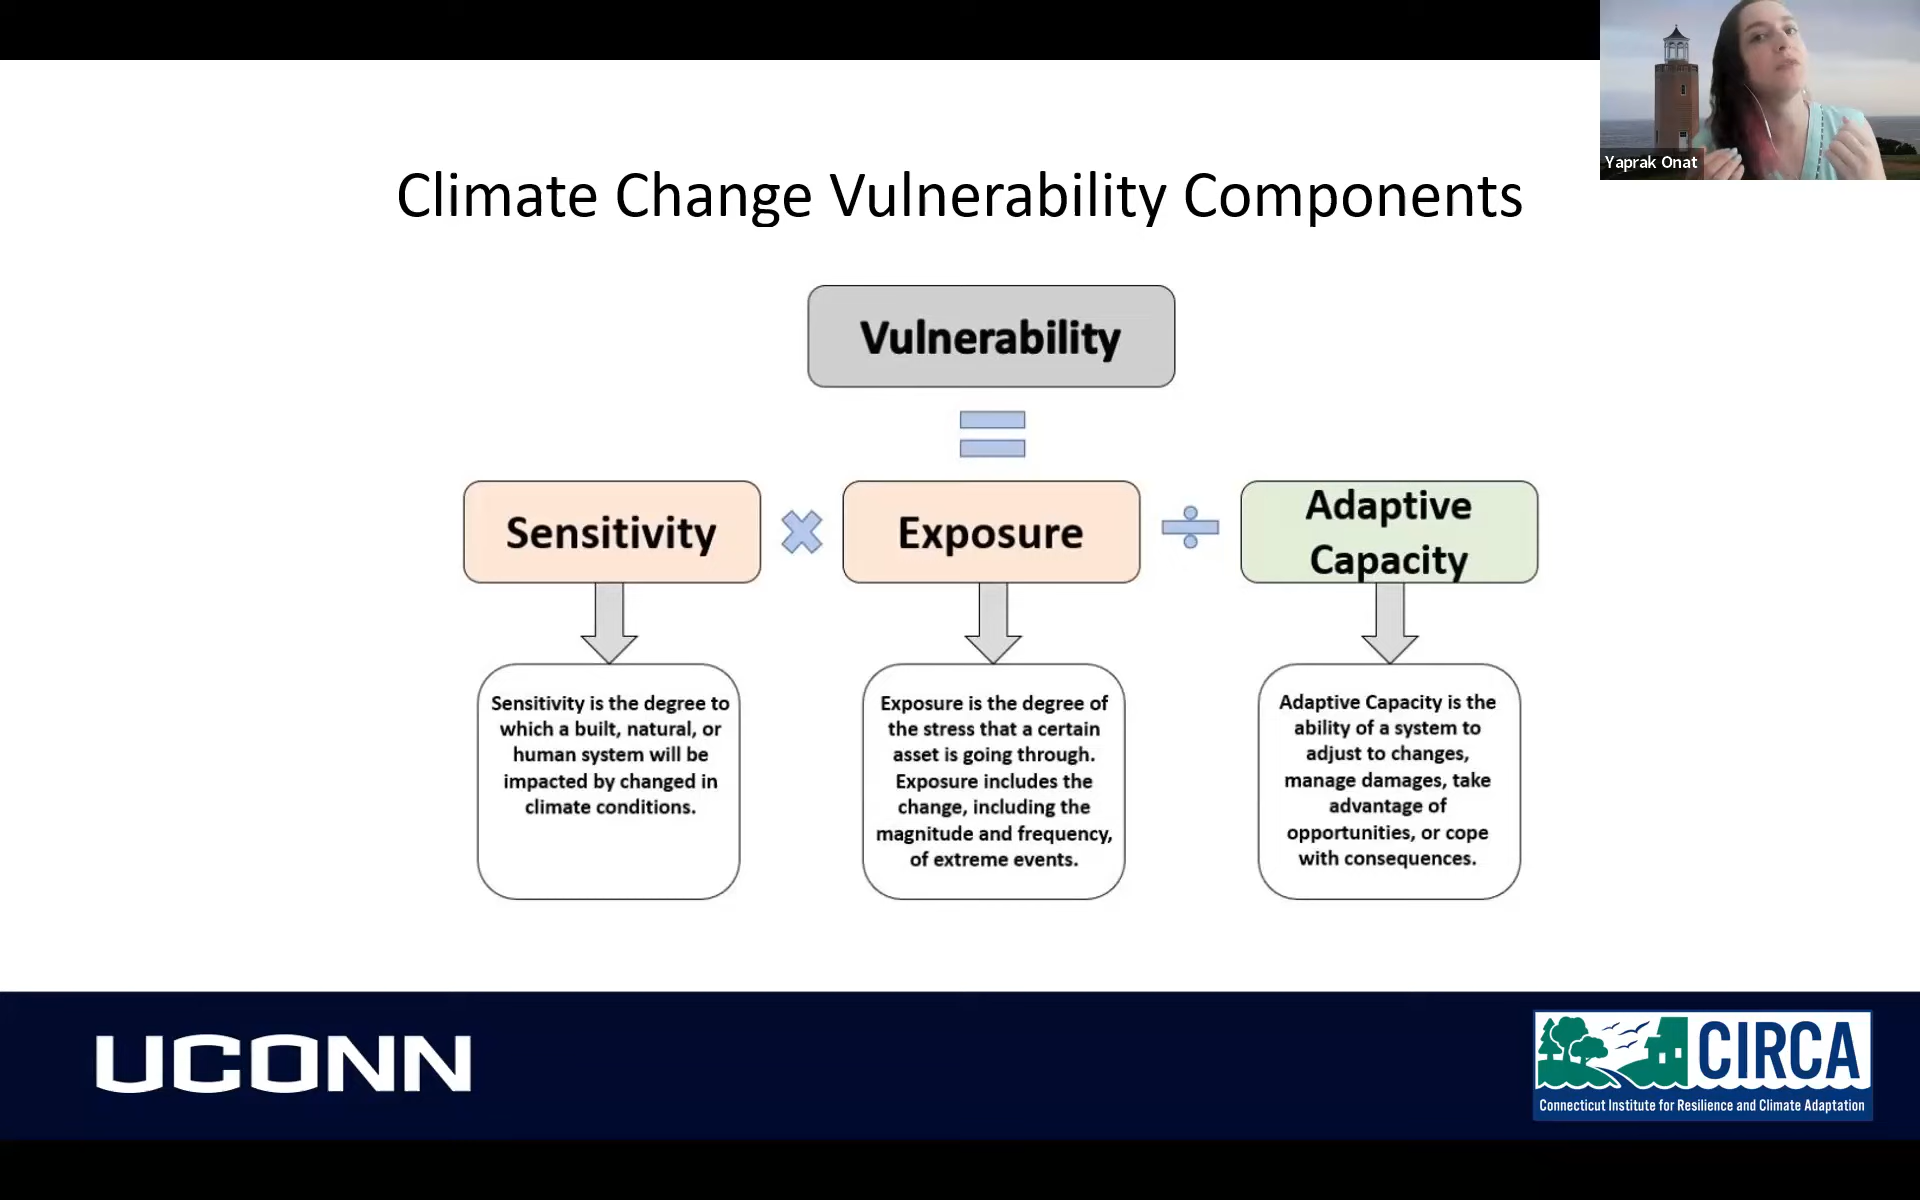 Yaprak Onat
Climate Change Vulnerability Components
Vulnerability
Sensitivity
Exposure
Adaptive
Capacity
Sensitivity is the degree to
which a built, natural, or
human system will be
impacted by changed in
climate conditions.
Exposure is the degree of
the stress that a certain
asset is going through.
Exposure includes the
change, including the
magnitude and frequency,
of extreme events.
Adaptive Capacity is the
ability of a system to
adjust to changes,
manage damages, take
advantage of
opportunities, or cope
with consequences.
UCONN
CIRCA
Connecticut Institute for Resilience and Climate Adaptation